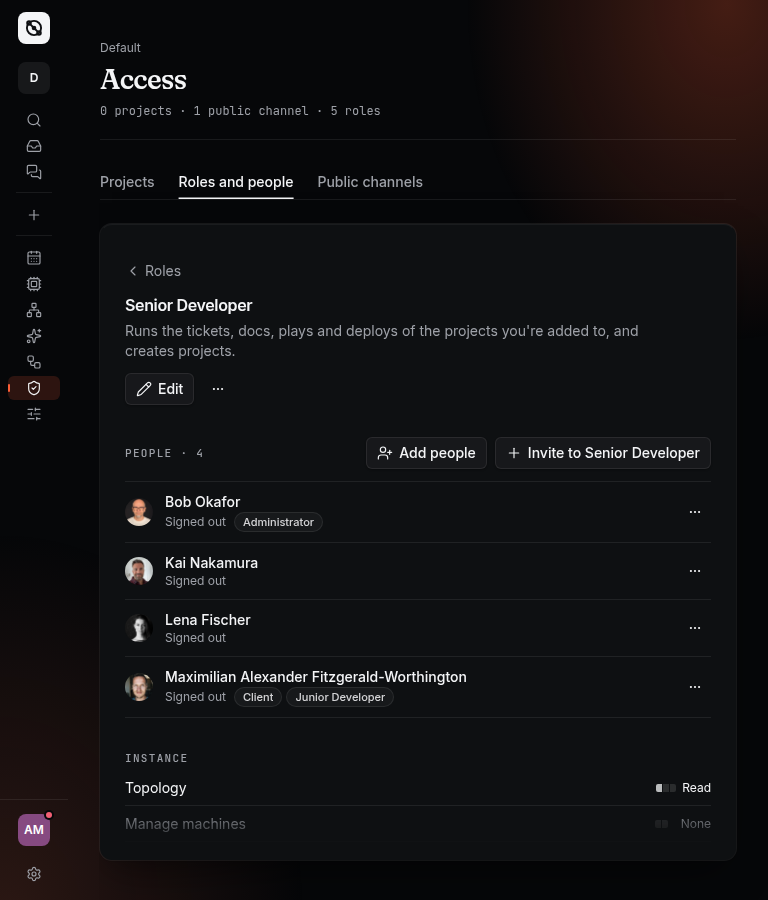 D
Default
Access
0 projects · 1 public channel · 5 roles
Projects
Roles and people
Public channels
Roles
Senior Developer
Runs the tickets, docs, plays and deploys of the projects you're added to, and
creates projects.
Edit
PEOPLE · 4
Add people
Invite to Senior Developer
Bob Okafor
Signed out
Administrator
Kai Nakamura
Signed out
Lena Fischer
Signed out
Maximilian Alexander Fitzgerald-Worthington
Signed out
Client
Junior Developer
INSTANCE
Topology
Read
Manage machines
None
AM